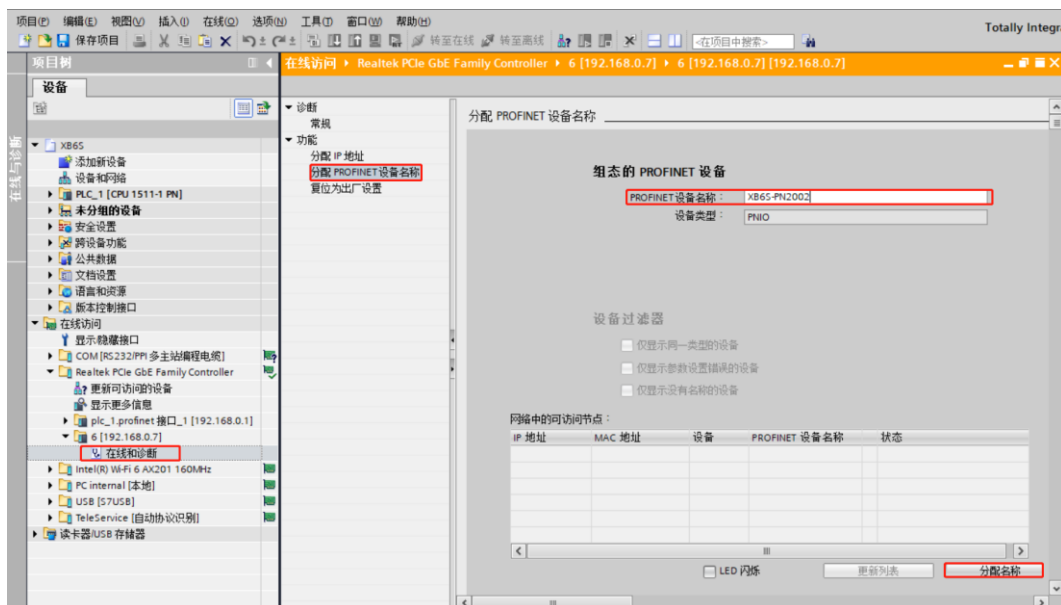 项目(P) 编辑(E) 视图(V) 插入(I) 在线(O) 选项(N) 工具(T) 窗口(W) 帮助(H)
Totally Integr
保存项目 转至在线 转至离线 <在项目中搜索>
项目树
在线访问 ▸ Realtek PCIe GbE Family Controller ▸ 6 [192.168.0.7] ▸ 6 [192.168.0.7] [192.168.0.7]
设备
在线与诊断
XB6S
添加新设备
设备和网络
PLC_1 [CPU 1511-1 PN]
未分组的设备
安全设置
跨设备功能
公共数据
文档设置
语言和资源
版本控制接口
在线访问
显示/隐藏接口
COM [RS232/PPI 多主站编程电缆]
Realtek PCIe GbE Family Controller
更新可访问的设备
显示更多信息
plc_1.profinet 接口_1 [192.168.0.1]
6 [192.168.0.7]
在线和诊断
Intel(R) Wi-Fi 6 AX201 160MHz
PC internal [本地]
USB [S7USB]
TeleService [自动协议识别]
读卡器/USB 存储器
诊断
常规
功能
分配 IP 地址
分配 PROFINET 设备名称
复位为出厂设置
分配 PROFINET 设备名称
组态的 PROFINET 设备
PROFINET 设备名称： XB6S-PN2002
设备类型： PNIO
设备过滤器
仅显示同一类型的设备
仅显示参数设置错误的设备
仅显示没有名称的设备
网络中的可访问节点：
IP 地址 MAC 地址 设备 PROFINET 设备名称 状态
LED 闪烁 更新列表 分配名称